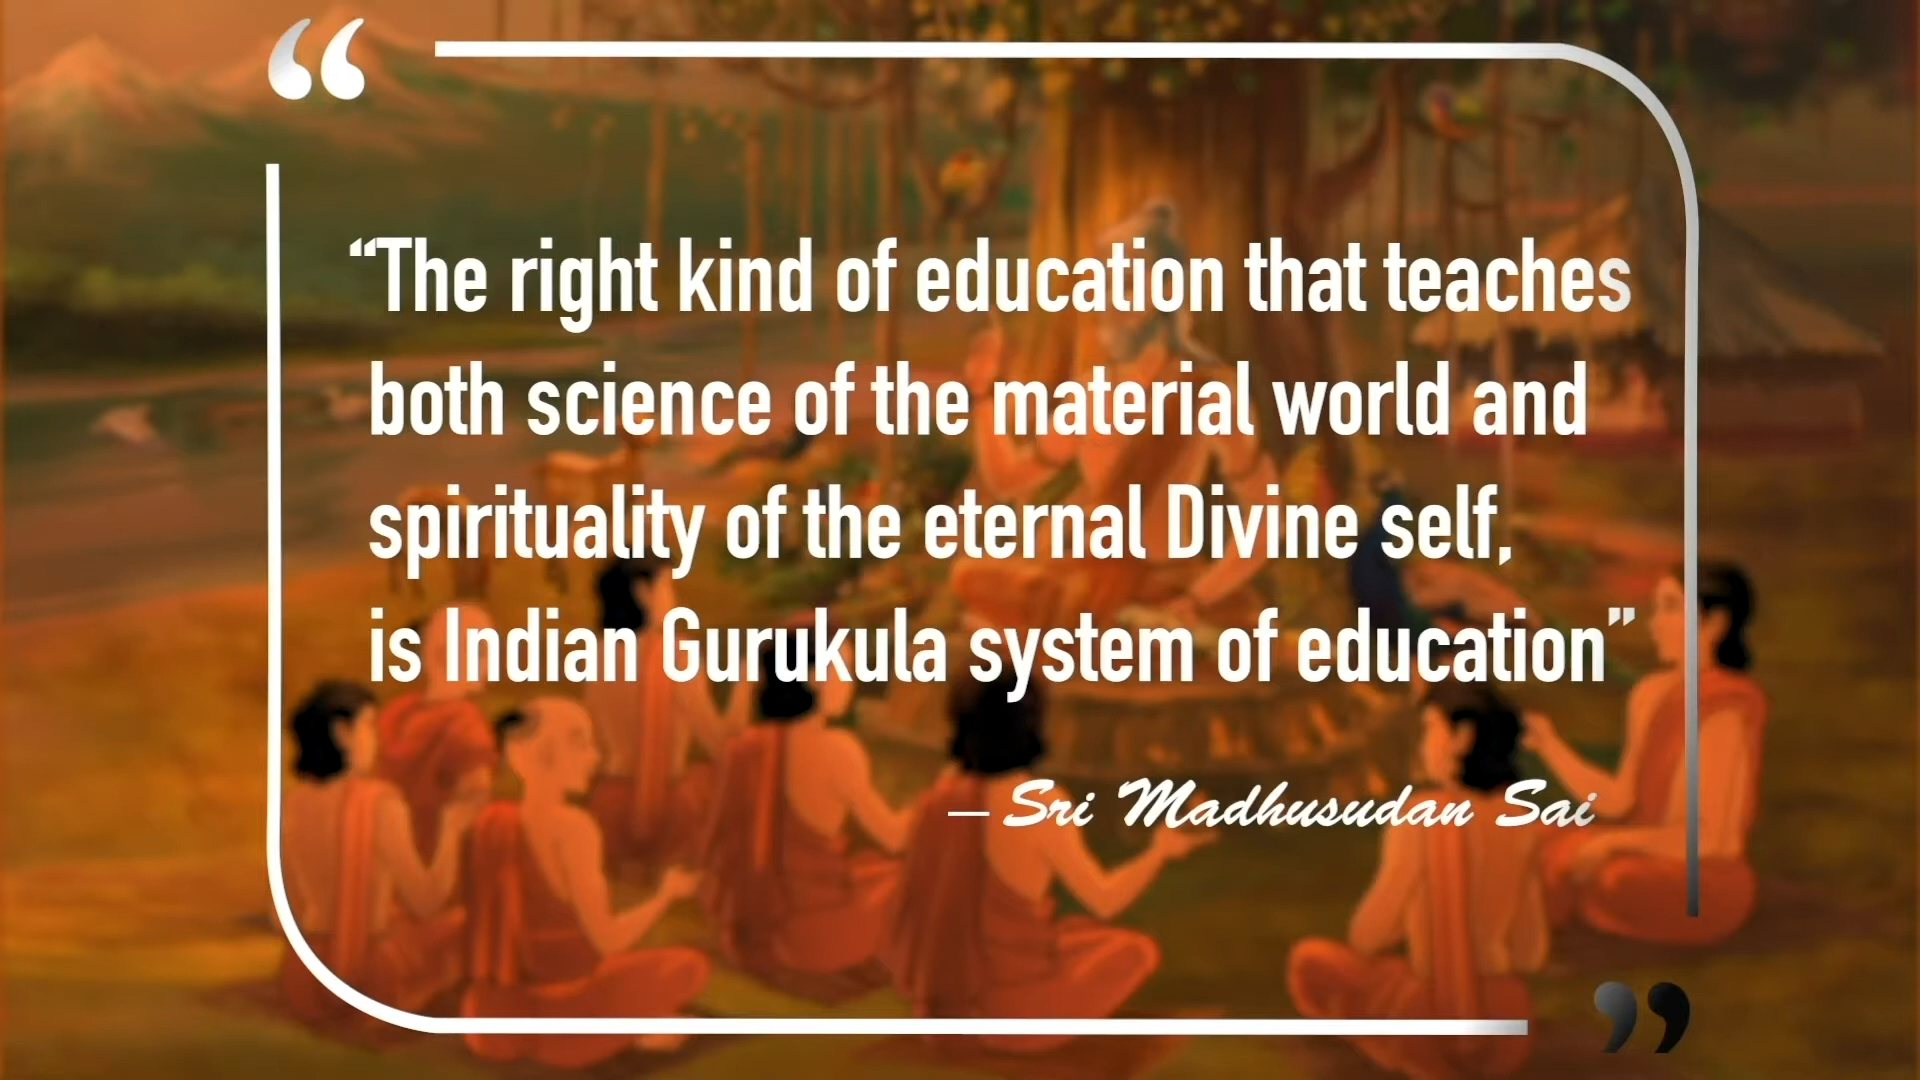 “The right kind of education that teaches
both science of the material world and
spirituality of the eternal Divine self,
is Indian Gurukula system of education”
— Sri Madhusudan Sai